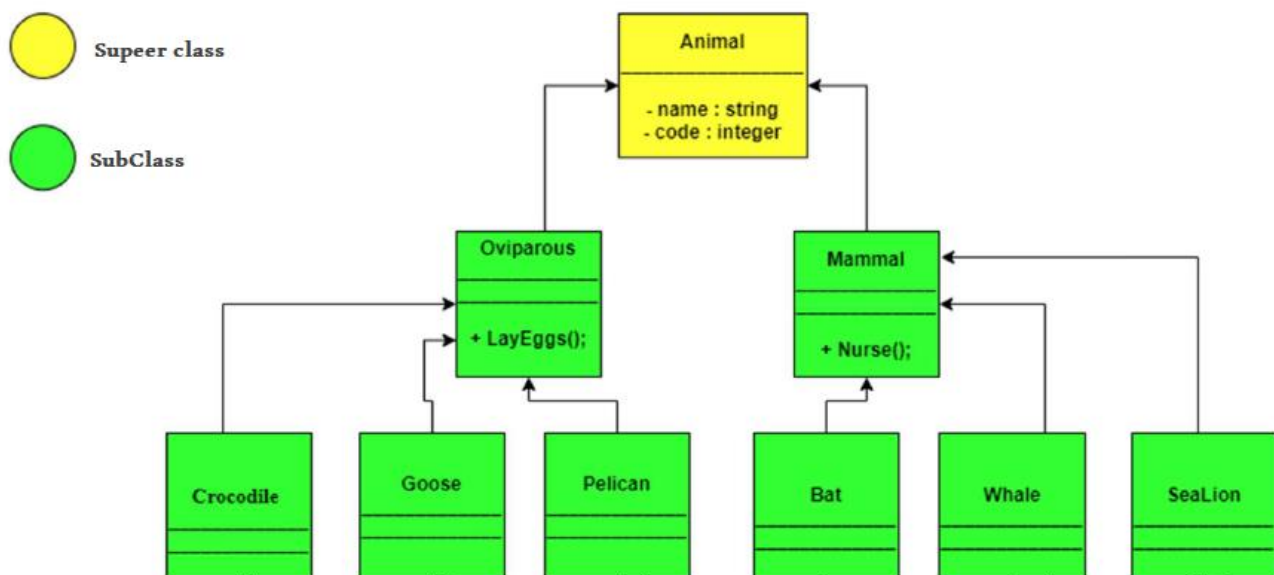 Supeer class
SubClass
Animal
- name : string
- code : integer
Oviparous
+ LayEggs();
Mammal
+ Nurse();
Crocodile
Goose
Pelican
Bat
Whale
SeaLion